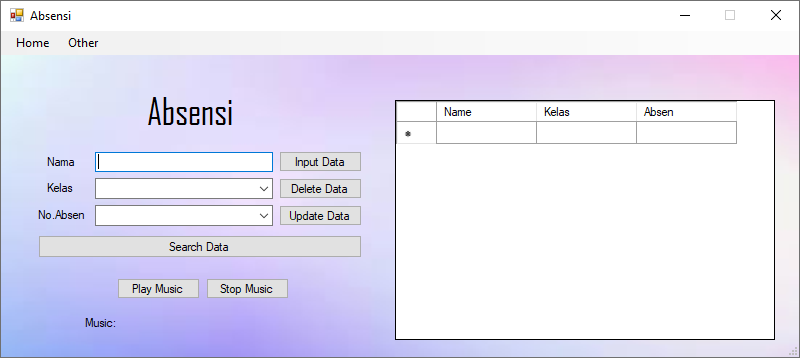 Absensi
Home Other
Absensi
Nama
Input Data
Kelas
Delete Data
No.Absen
Update Data
Search Data
Play Music
Stop Music
Music:
Name Kelas Absen
*